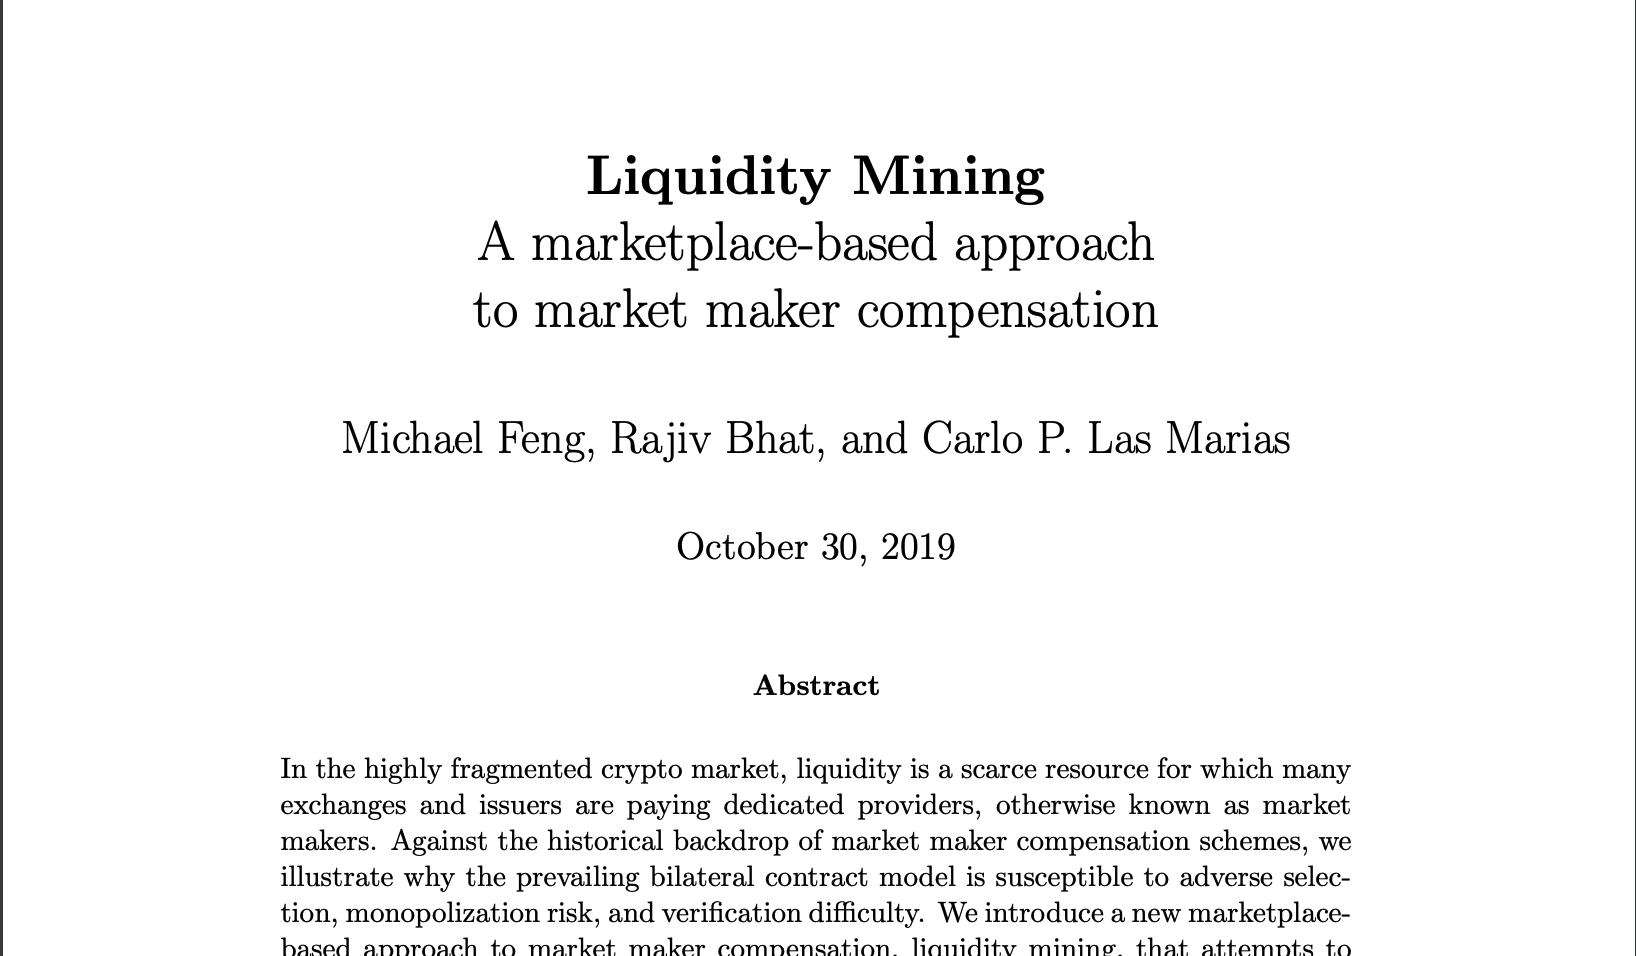 Liquidity Mining
A marketplace-based approach
to market maker compensation
Michael Feng, Rajiv Bhat, and Carlo P. Las Marias
October 30, 2019
Abstract
In the highly fragmented crypto market, liquidity is a scarce resource for which many
exchanges and issuers are paying dedicated providers, otherwise known as market
makers. Against the historical backdrop of market maker compensation schemes, we
illustrate why the prevailing bilateral contract model is susceptible to adverse selec-
tion, monopolization risk, and verification difficulty. We introduce a new marketplace-
based approach to market maker compensation, liquidity mining, that attempts to